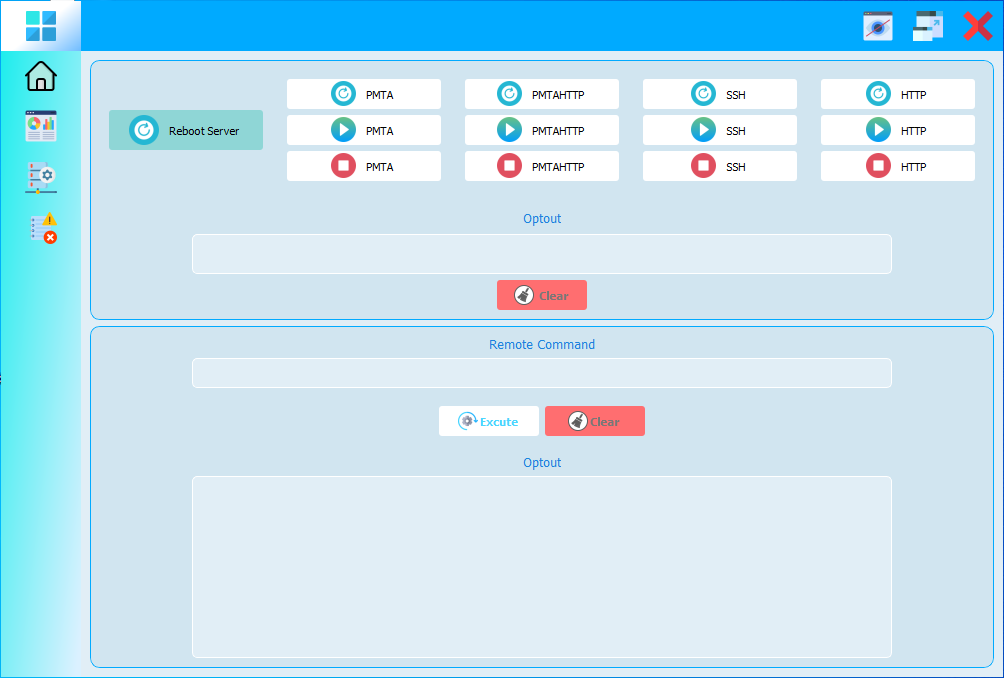 PMTA PMTAHTTP SSH HTTP
Reboot Server PMTA PMTAHTTP SSH HTTP
PMTA PMTAHTTP SSH HTTP
Optout
Clear
Remote Command
Excute Clear
Optout